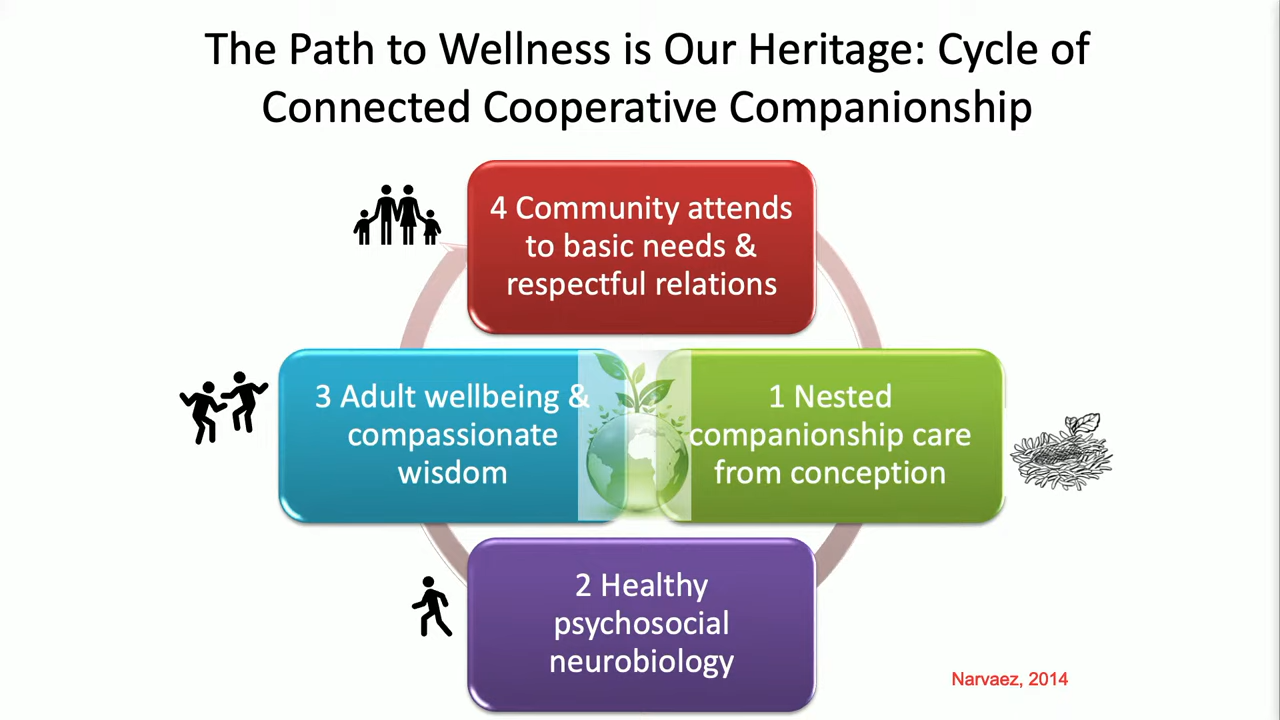 The Path to Wellness is Our Heritage: Cycle of
Connected Cooperative Companionship
4 Community attends
to basic needs &
respectful relations
3 Adult wellbeing &
compassionate
wisdom
1 Nested
companionship care
from conception
2 Healthy
psychosocial
neurobiology
Narvaez, 2014